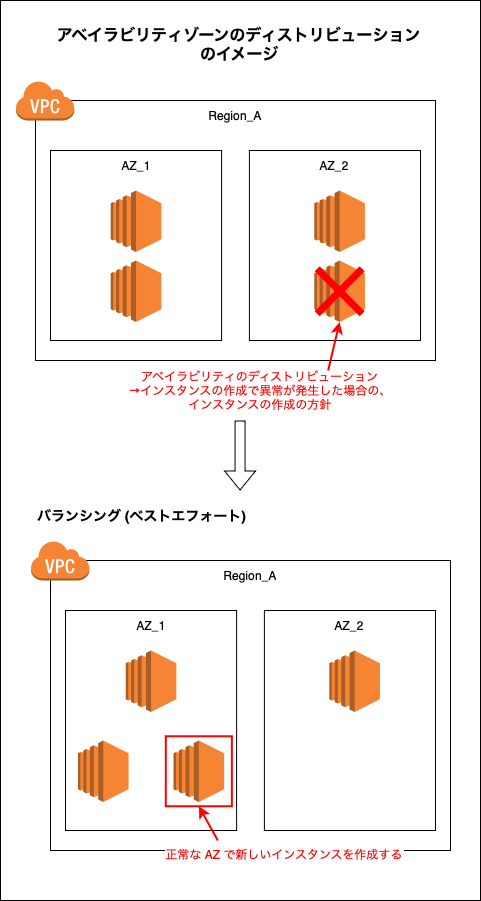 アベイラビリティゾーンのディストリビューション
のイメージ
VPC
Region_A
AZ_1
AZ_2
アベイラビリティのディストリビューション
→インスタンスの作成で異常が発生した場合の、
インスタンスの作成の方針
バランシング (ベストエフォート)
VPC
Region_A
AZ_1
AZ_2
正常な AZ で新しいインスタンスを作成する